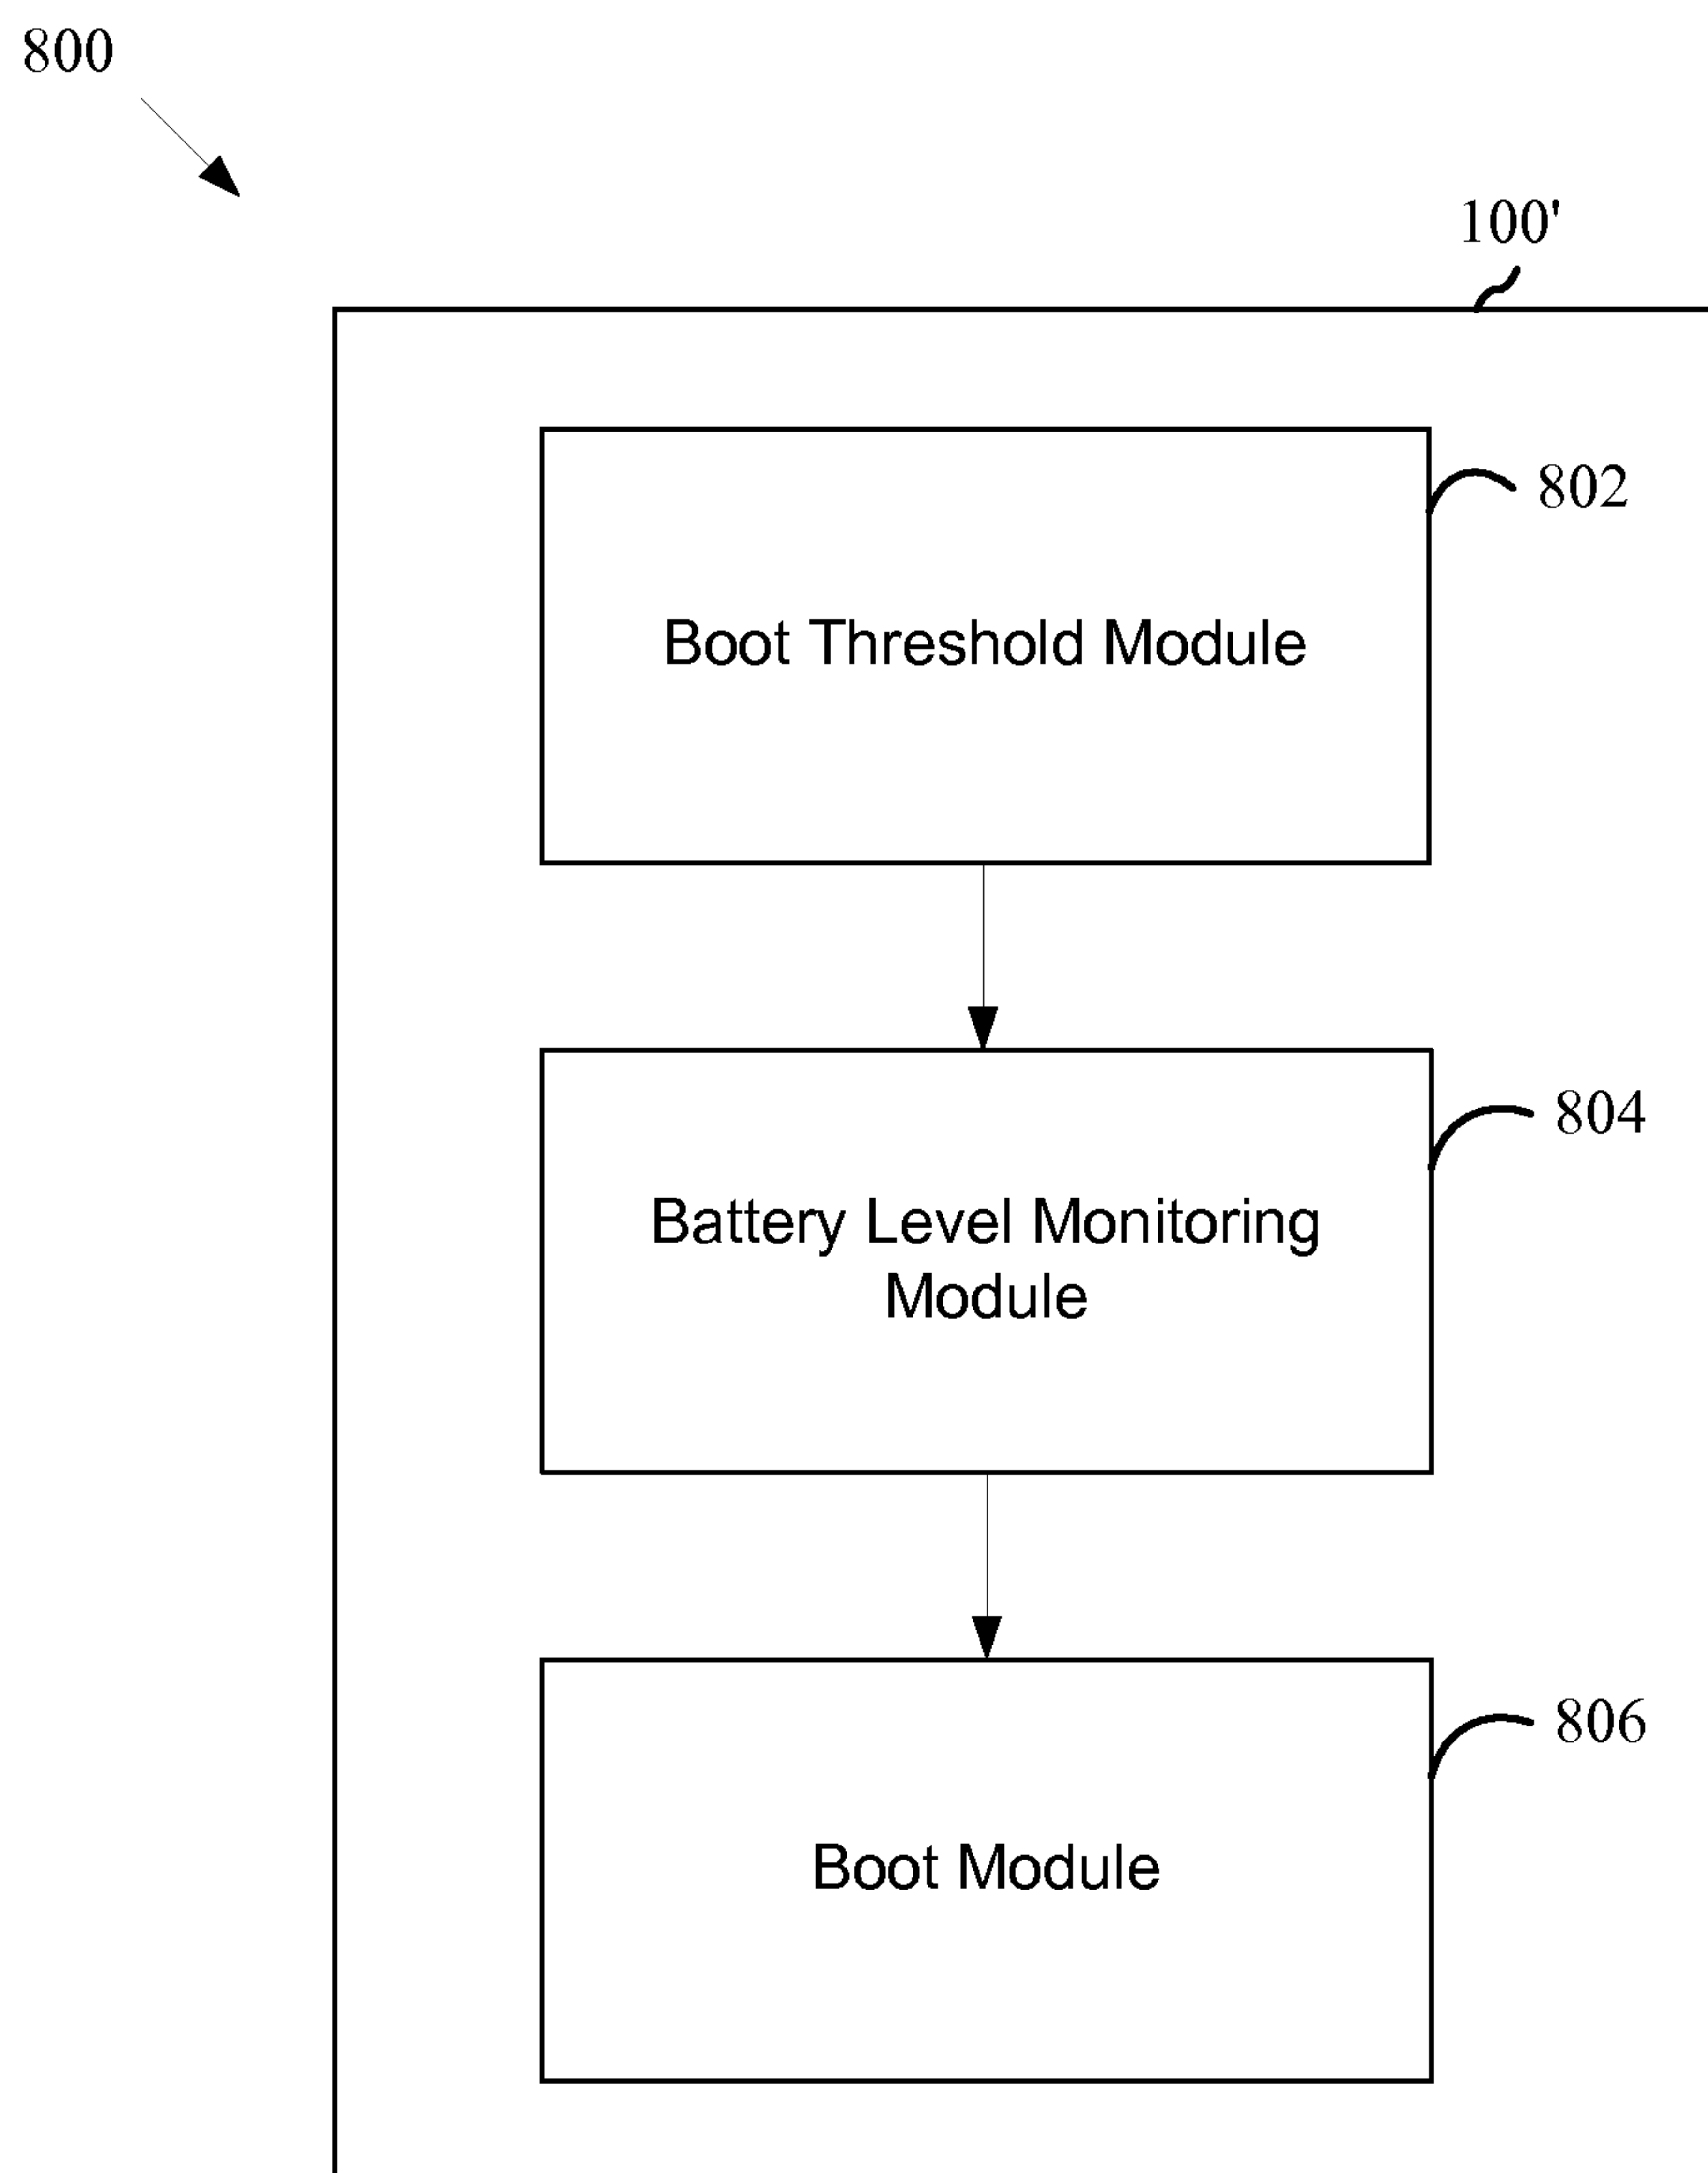 800
100'
802
Boot Threshold Module
804
Battery Level Monitoring
Module
806
Boot Module